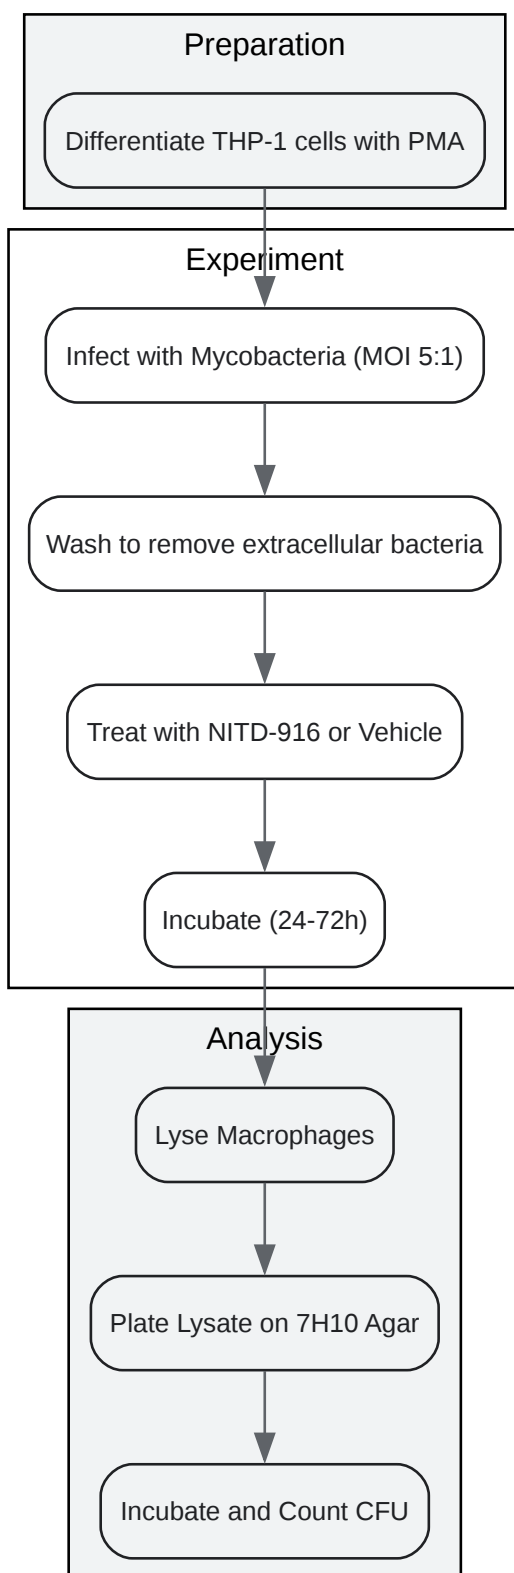 Preparation
Differentiate THP-1 cells with PMA
Experiment
Infect with Mycobacteria (MOI 5:1)
Wash to remove extracellular bacteria
Treat with NITD-916 or Vehicle
Incubate (24-72h)
Analysis
Lyse Macrophages
Plate Lysate on 7H10 Agar
Incubate and Count CFU